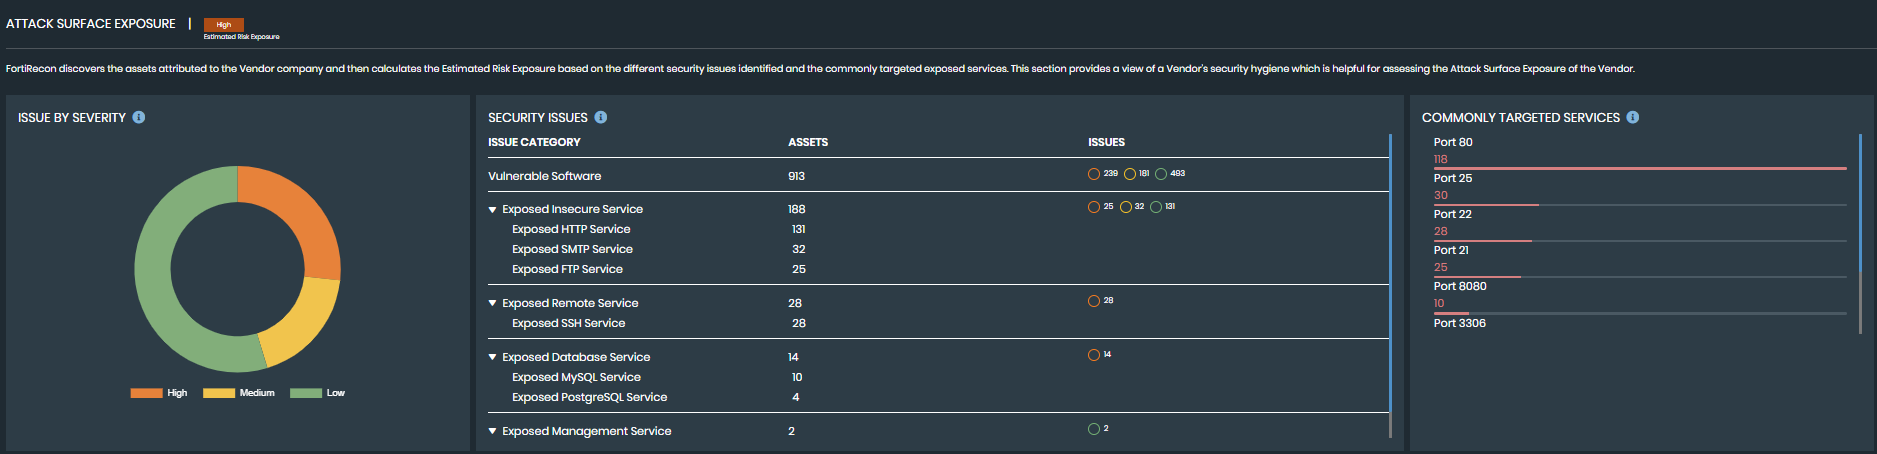 ATTACK SURFACE EXPOSURE | High
Estimated Risk Exposure
FortiRecon discovers the assets attributed to the Vendor company and then calculates the Estimated Risk Exposure based on the different security issues identified and the commonly targeted exposed services. This section provides a view of a Vendor's security hygiene which is helpful for assessing the Attack Surface Exposure of the Vendor.
ISSUE BY SEVERITY
High Medium Low
SECURITY ISSUES
ISSUE CATEGORY ASSETS ISSUES
Vulnerable Software 913 239 181 493
Exposed Insecure Service 188 25 32 131
Exposed HTTP Service 131
Exposed SMTP Service 32
Exposed FTP Service 25
Exposed Remote Service 28 28
Exposed SSH Service 28
Exposed Database Service 14 14
Exposed MySQL Service 10
Exposed PostgreSQL Service 4
Exposed Management Service 2 2
COMMONLY TARGETED SERVICES
Port 80
118
Port 25
30
Port 22
28
Port 21
25
Port 8080
10
Port 3306